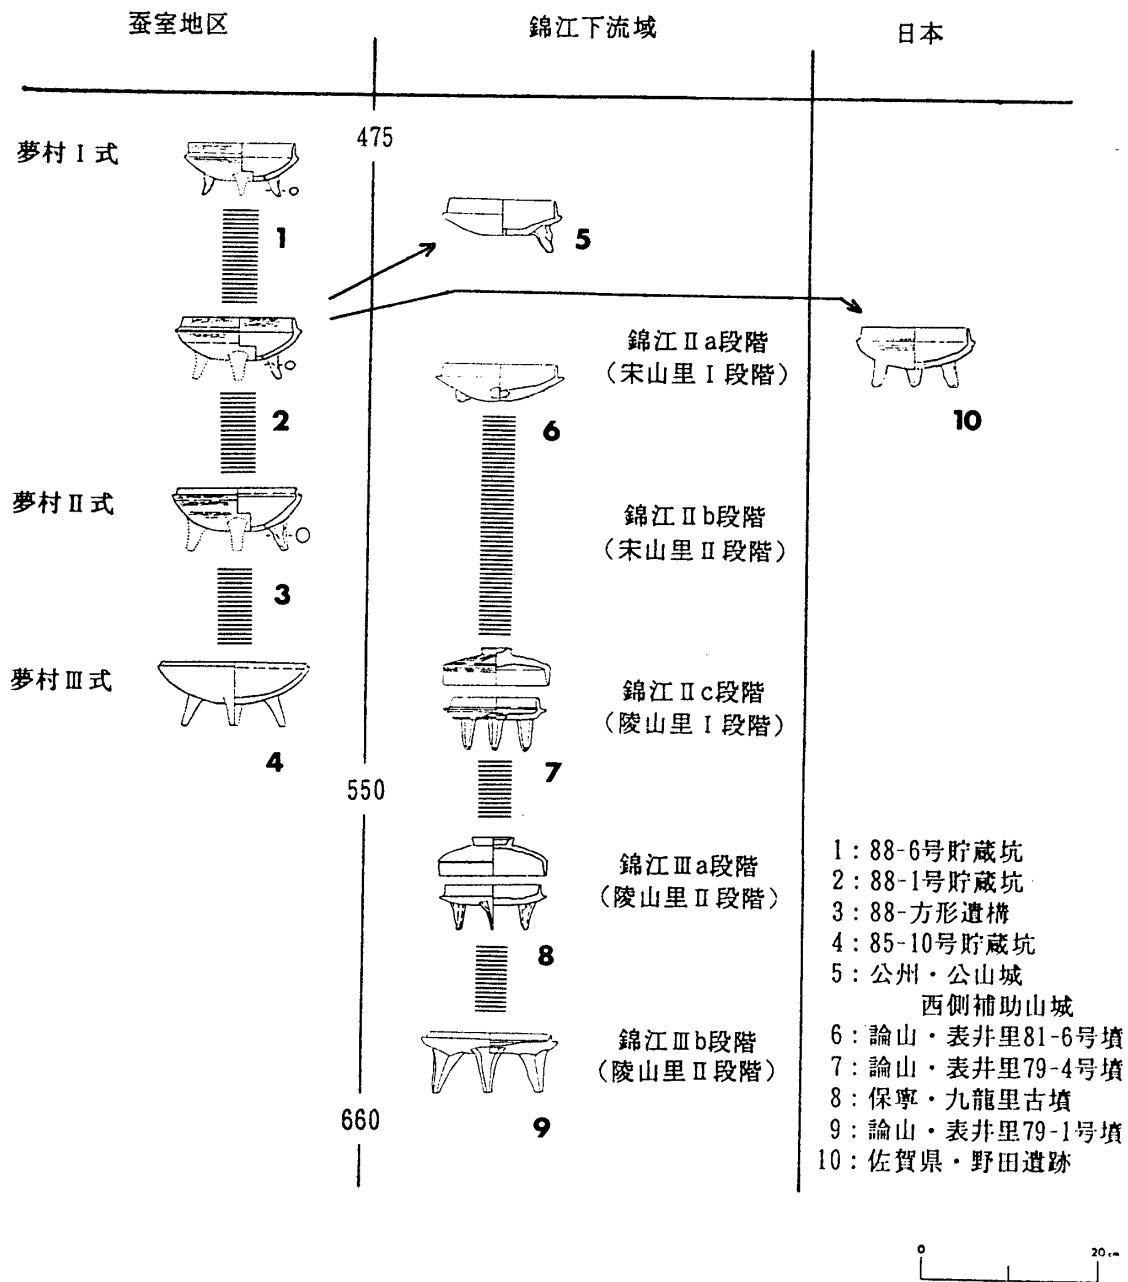 蚕室地区
錦江下流域
日本
475
夢村Ⅰ式
1
5
錦江Ⅱa段階
(宋山里Ⅰ段階)
2
6
10
夢村Ⅱ式
錦江Ⅱb段階
(宋山里Ⅱ段階)
3
夢村Ⅲ式
錦江Ⅱc段階
(陵山里Ⅰ段階)
4
7
550
錦江Ⅲa段階
(陵山里Ⅱ段階)
8
錦江Ⅲb段階
(陵山里Ⅱ段階)
660
9
1:88-6号貯蔵坑
2:88-1号貯蔵坑
3:88-方形遺構
4:85-10号貯蔵坑
5:公州・公山城
西側補助山城
6:論山・表井里81-6号墳
7:論山・表井里79-4号墳
8:保寧・九龍里古墳
9:論山・表井里79-1号墳
10:佐賀県・野田遺跡
0
20cm